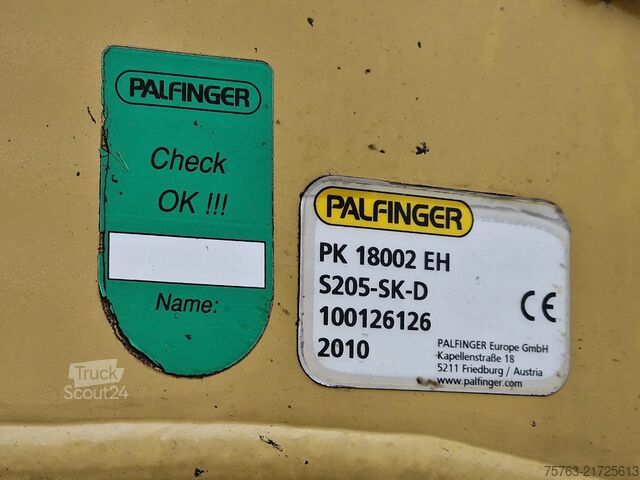 PALFINGER
Check
OK !!!
Name:
PALFINGER
PK 18002 EH
S205-SK-D
100126126
2010
CE
PALFINGER Europe GmbH
Kapellenstraße 18
5211 Friedburg / Austria
www.palfinger.com
Truck
Scout24
75763-21725613